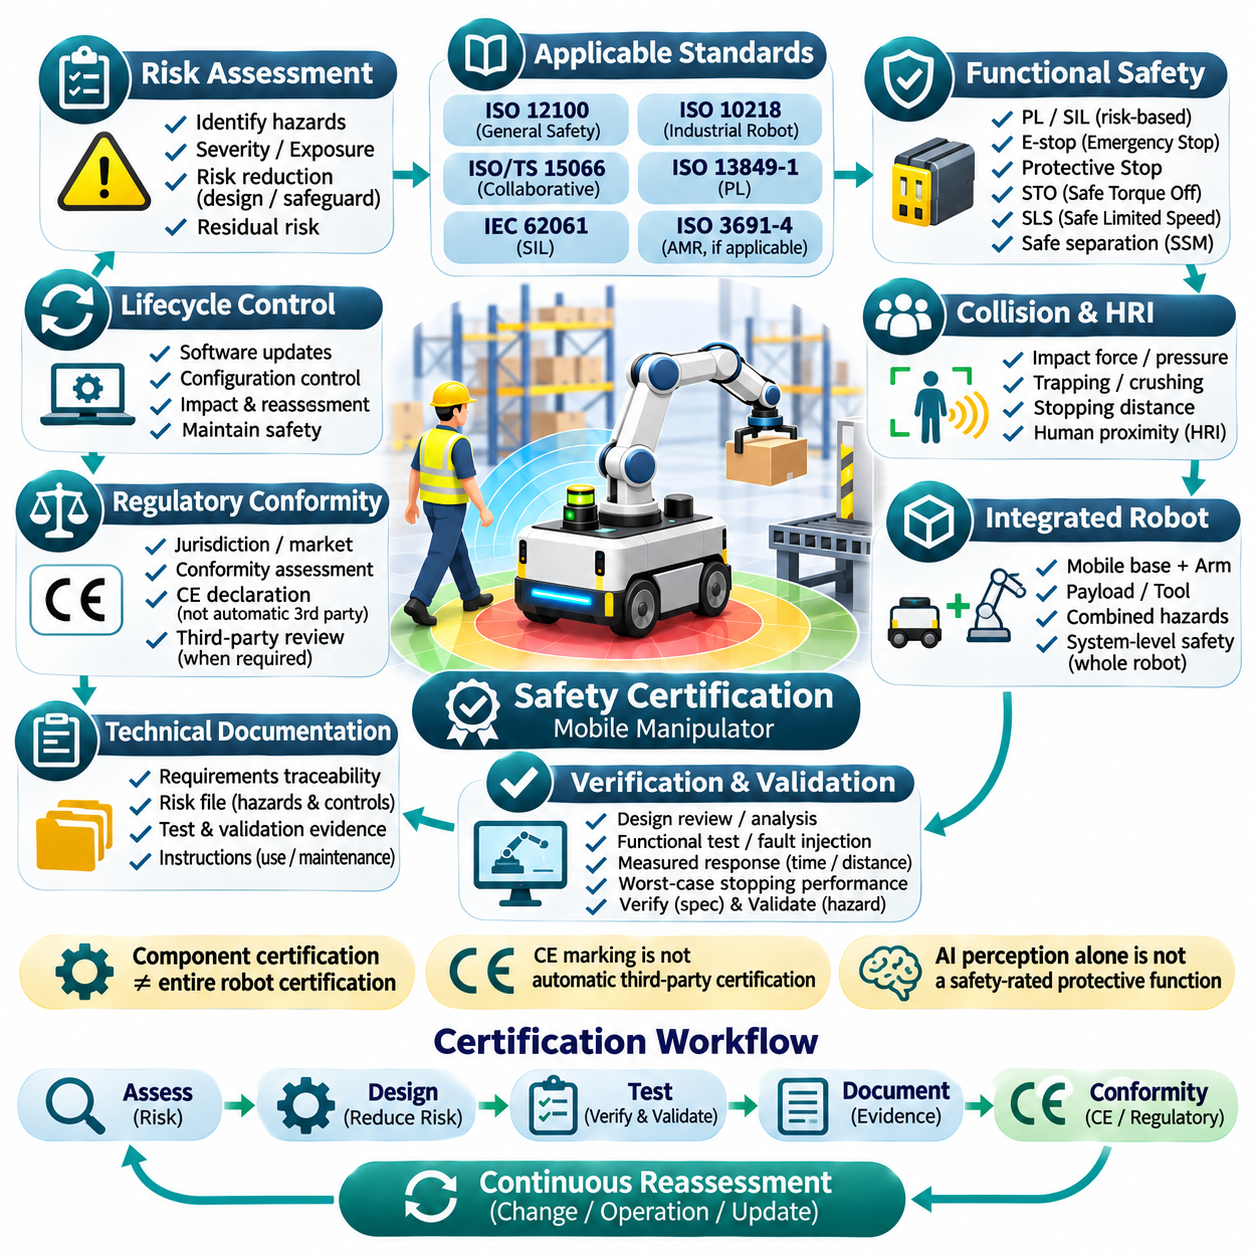 Risk Assessment
Identify hazards
Severity / Exposure
Risk reduction
(design / safeguard)
Residual risk
Applicable Standards
ISO 12100
(General Safety)
ISO 10218
(Industrial Robot)
ISO/TS 15066
(Collaborative)
ISO 13849-1
(PL)
IEC 62061
(SIL)
ISO 3691-4
(AMR, if applicable)
Functional Safety
PL / SIL (risk-based)
E-stop (Emergency Stop)
Protective Stop
STO (Safe Torque Off)
SLS (Safe Limited Speed)
Safe separation (SSM)
Lifecycle Control
Software updates
Configuration control
Impact & reassessment
Maintain safety
Collision & HRI
Impact force / pressure
Trapping / crushing
Stopping distance
Human proximity (HRI)
Regulatory Conformity
CE
Jurisdiction / market
Conformity assessment
CE declaration
(not automatic 3rd party)
Third-party review
(when required)
Integrated Robot
Mobile base + Arm
Payload / Tool
Combined hazards
System-level safety
(whole robot)
+
Safety Certification
Mobile Manipulator
Technical Documentation
Requirements traceability
Risk file (hazards & controls)
Test & validation evidence
Instructions (use / maintenance)
Verification & Validation
Design review / analysis
Functional test / fault injection
Measured response (time / distance)
Worst-case stopping performance
Verify (spec) & Validate (hazard)
Component certification
≠ entire robot certification
CE
CE marking is not
automatic third-party certification
AI perception alone is not
a safety-rated protective function
Certification Workflow
Assess
(Risk)
Design
(Reduce Risk)
Test
(Verify & Validate)
Document
(Evidence)
CE
Conformity
(CE / Regulatory)
Continuous Reassessment
(Change / Operation / Update)